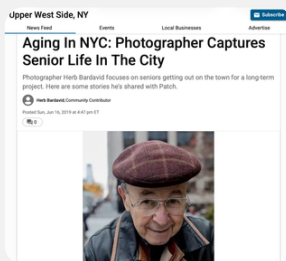 Upper West Side, NY
Subscribe
News Feed Events Local Businesses Advertise
Aging In NYC: Photographer Captures
Senior Life In The City
Photographer Herb Bardavid focuses on seniors getting out on the town for a long-term
project. Here are some stories he's shared with Patch.
Herb Bardavid, Community Contributor
Posted Sun, Jun 16, 2019 at 4:47 pm ET
0